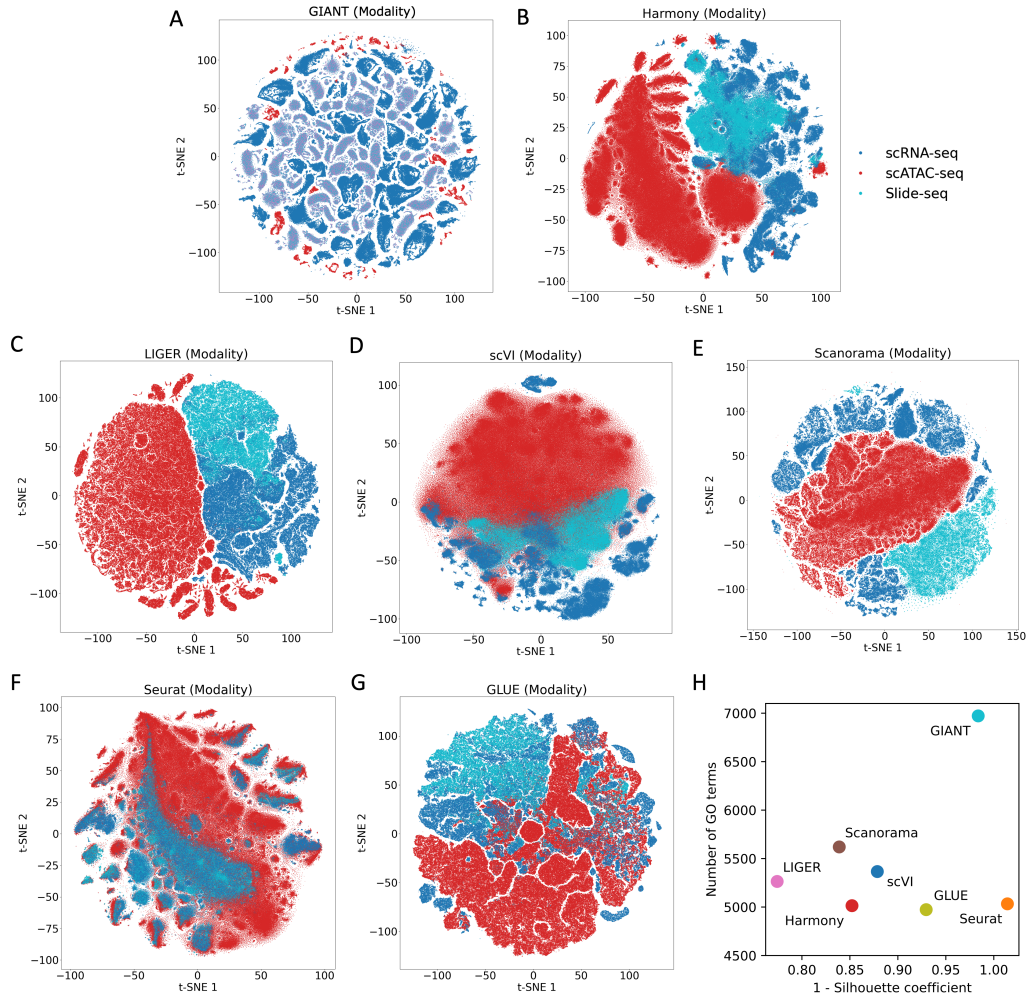 A
GIANT (Modality)
t-SNE 2
100
50
0
−50
−100
−100
−50
0
50
100
t-SNE 1
B
Harmony (Modality)
t-SNE 2
100
75
50
25
0
−25
−50
−75
−100
−100
−50
0
50
100
t-SNE 1
scRNA-seq
scATAC-seq
Slide-seq
C
LIGER (Modality)
t-SNE 2
100
50
0
−50
−100
−100
−50
0
50
100
t-SNE 1
D
scVI (Modality)
t-SNE 2
100
50
0
−50
−100
−50
0
50
t-SNE 1
E
Scanorama (Modality)
t-SNE 2
150
100
50
0
−50
−100
−150
−150
−100
−50
0
50
100
150
t-SNE 1
F
Seurat (Modality)
t-SNE 2
100
75
50
25
0
−25
−50
−75
−100
−100
−50
0
50
100
t-SNE 1
G
GLUE (Modality)
t-SNE 2
100
50
0
−50
−100
−100
−50
0
50
100
t-SNE 1
H
Number of GO terms
7000
6500
6000
5500
5000
4500
GIANT
Scanorama
LIGER
scVI
GLUE
Harmony
Seurat
0.80
0.85
0.90
0.95
1.00
1 - Silhouette coefficient